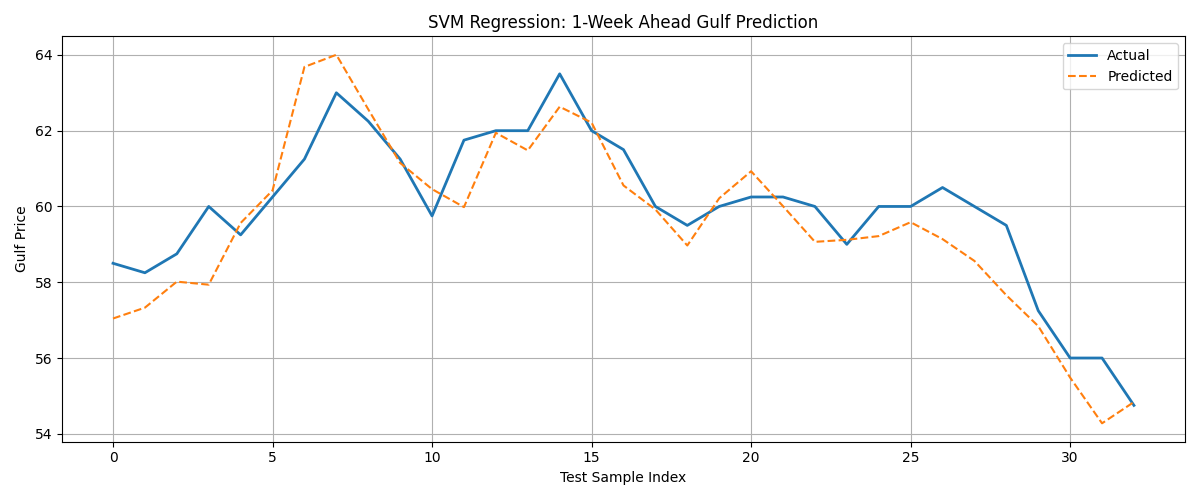 SVM Regression: 1-Week Ahead Gulf Prediction
Actual
Predicted
Gulf Price
64
62
60
58
56
54
0 5 10 15 20 25 30
Test Sample Index